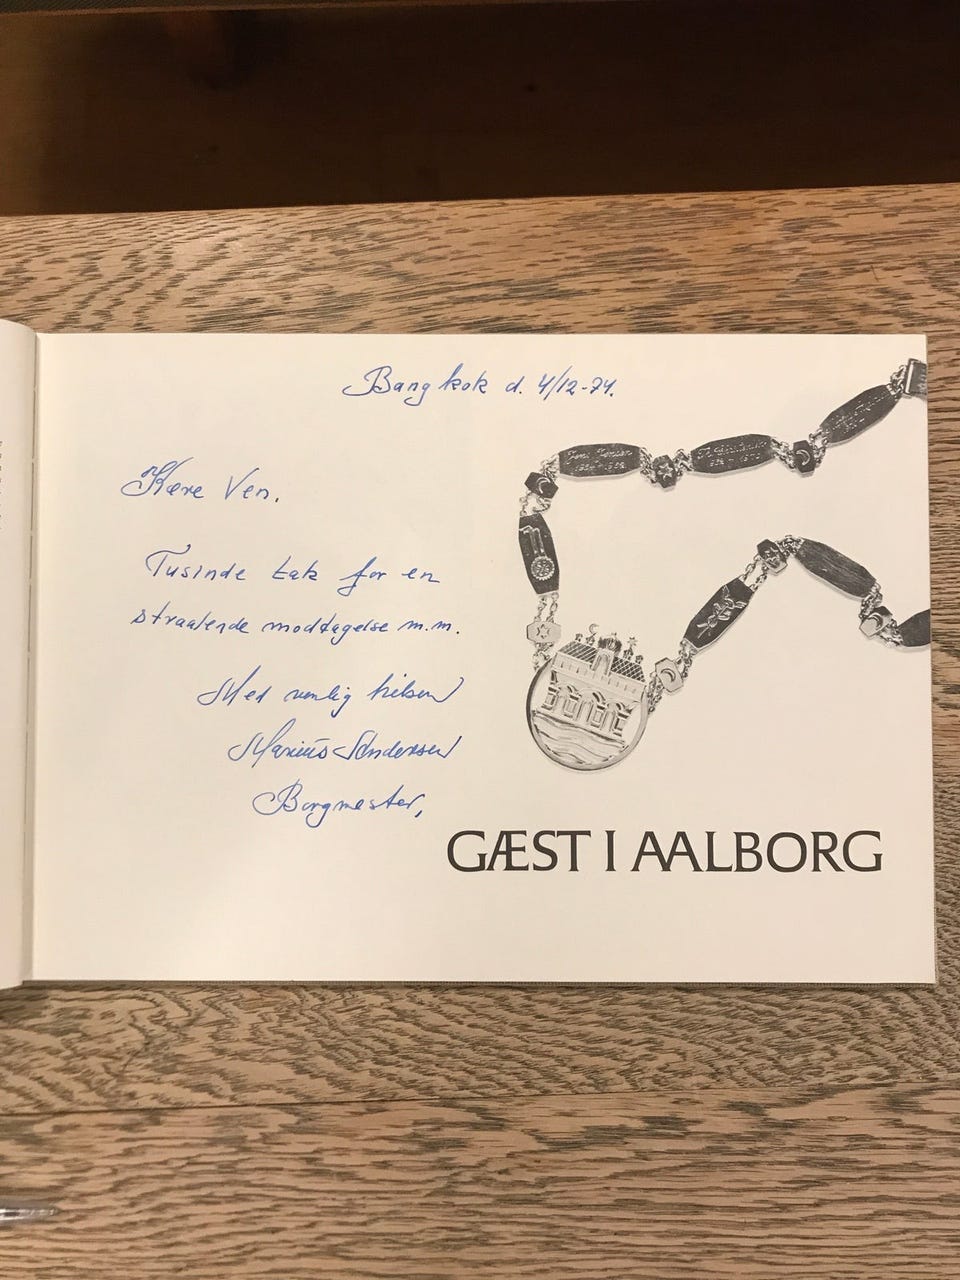 Bangkok d. 4/12-74.
Kære Ven.
Tusinde tak for en
straalende modtagelse m.m.
Med venlig hilsen
Marius Andersen
Borgmester,
GÆST I AALBORG